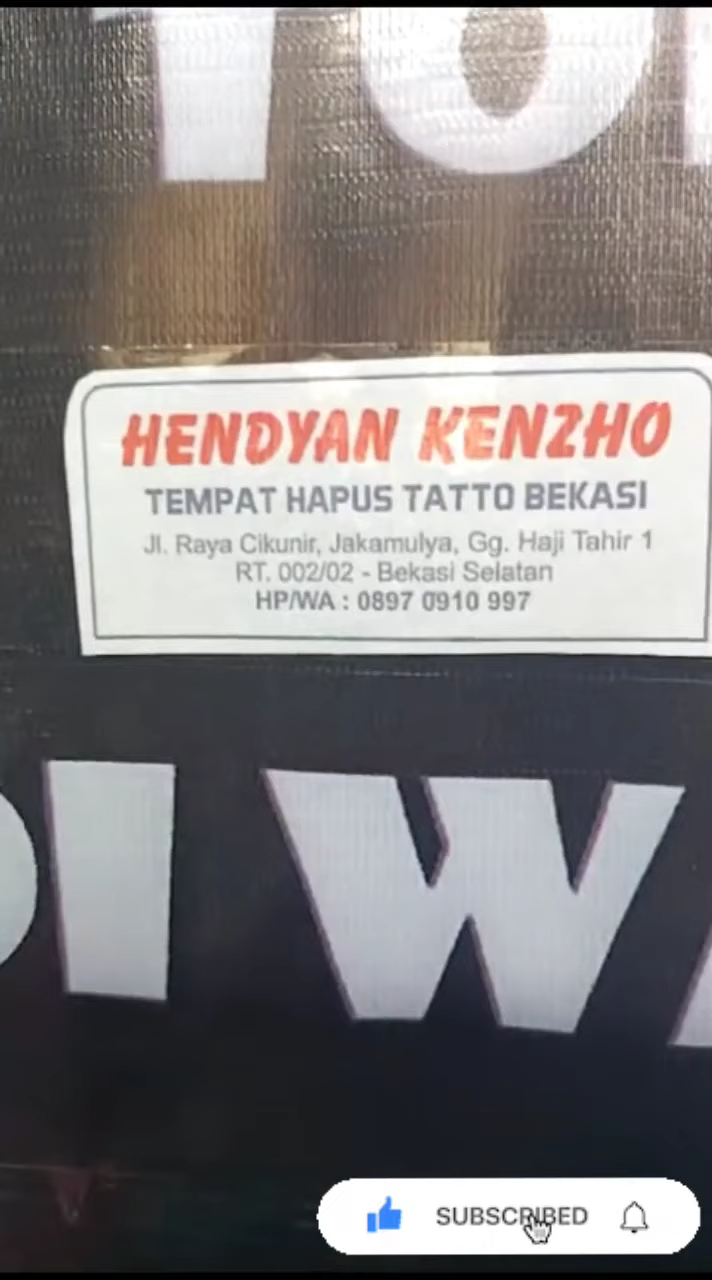 HENDYAN KENZHO
TEMPAT HAPUS TATTO BEKASI
Jl. Raya Cikunir, Jakamulya, Gg. Haji Tahir 1
RT. 002/02 - Bekasi Selatan
HP/WA : 0897 0910 997
SUBSCRIBED